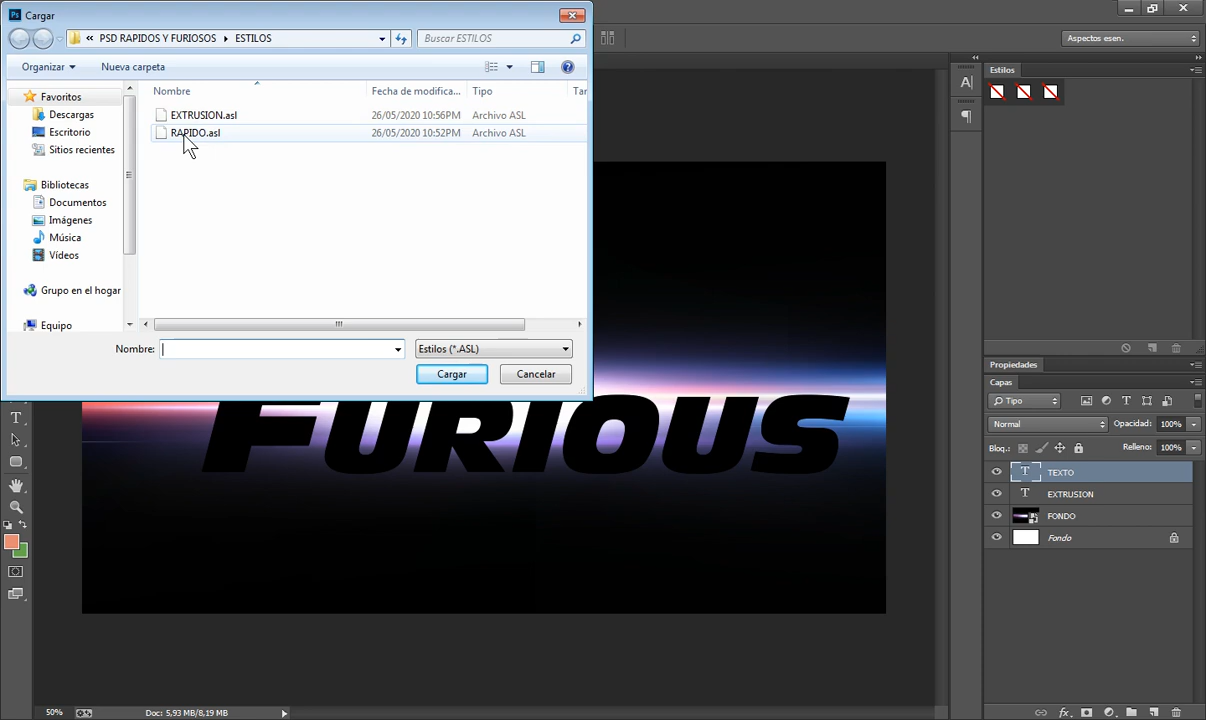 Cargar
« PSD RAPIDOS Y FURIOSOS ▸ ESTILOS
Buscar ESTILOS
Organizar
Nueva carpeta
Aspectos esen.
Estilos
Favoritos
Descargas
Escritorio
Sitios recientes
Bibliotecas
Documentos
Imágenes
Música
Vídeos
Grupo en el hogar
Equipo
Nombre
Fecha de modifica...
Tipo
EXTRUSION.asl
26/05/2020 10:56PM
Archivo ASL
RAPIDO.asl
26/05/2020 10:52PM
Archivo ASL
Nombre:
Estilos (*.ASL)
Cargar
Cancelar
FURIOUS
Propiedades
Capas
Tipo
Normal
Opacidad: 100%
Bloq.:
Relleno: 100%
TEXTO
EXTRUSION
FONDO
Fondo
50%
Doc: 5,93 MB/8,19 MB